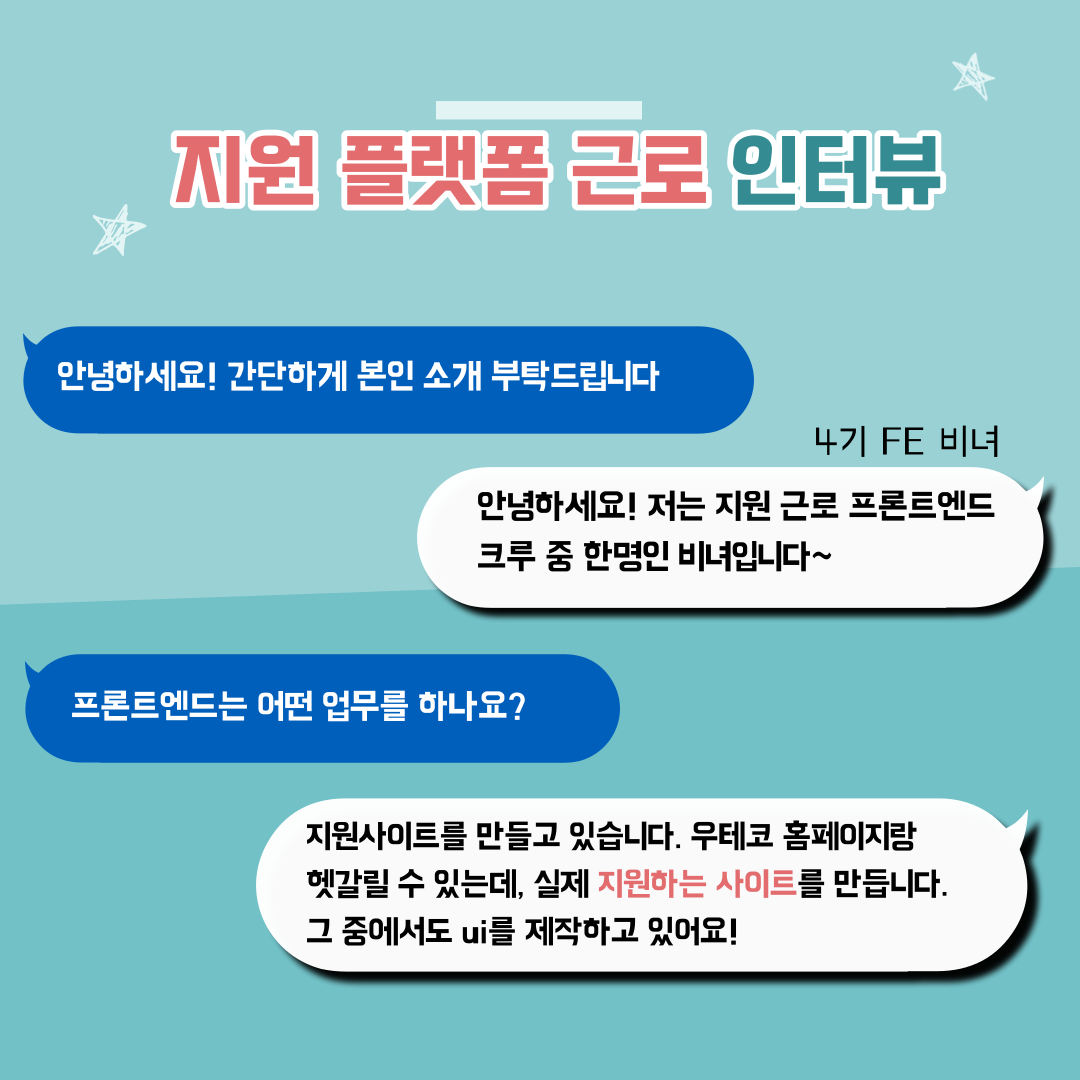 지원 플랫폼 근로 인터뷰
안녕하세요! 간단하게 본인 소개 부탁드립니다
4기 FE 비녀
안녕하세요! 저는 지원 근로 프론트엔드
크루 중 한명인 비녀입니다~
프론트엔드는 어떤 업무를 하나요?
지원사이트를 만들고 있습니다. 우테코 홈페이지랑
헷갈릴 수 있는데, 실제 지원하는 사이트를 만듭니다.
그 중에서도 ui를 제작하고 있어요!